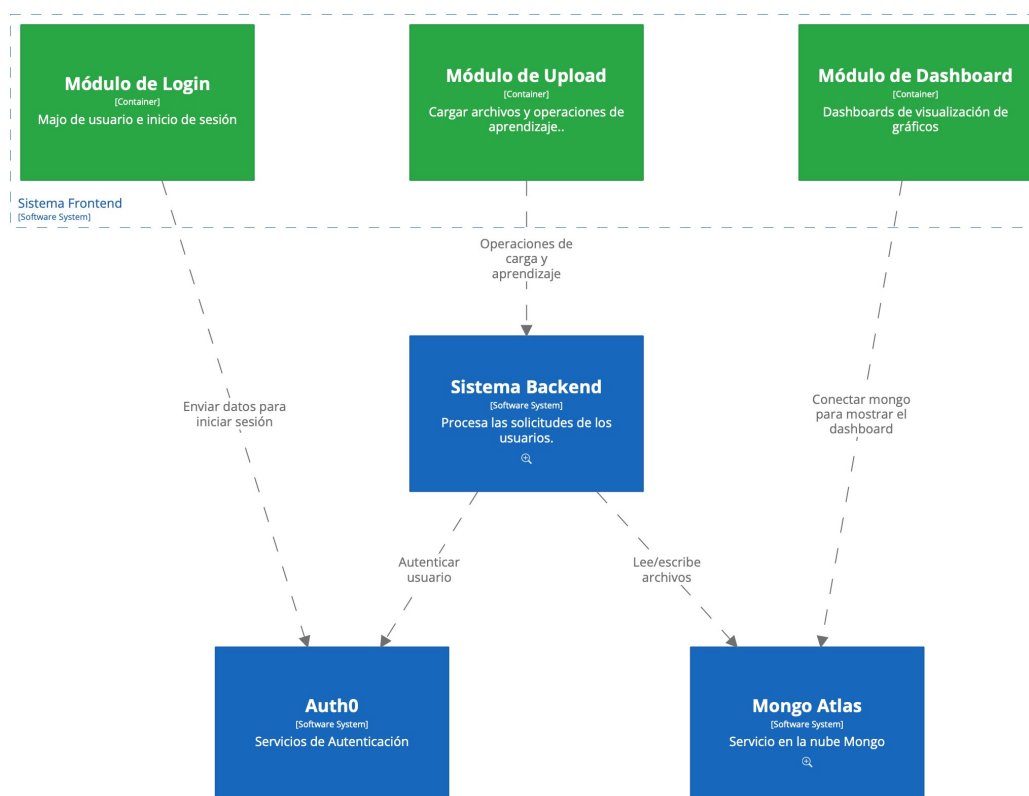 Módulo de Login
[Container]
Majo de usuario e inicio de sesión
Módulo de Upload
[Container]
Cargar archivos y operaciones de
aprendizaje..
Módulo de Dashboard
[Container]
Dashboards de visualización de
gráficos
Sistema Frontend
[Software System]
Operaciones de
carga y
aprendizaje
Sistema Backend
[Software System]
Procesa las solicitudes de los
usuarios.
Enviar datos para
iniciar sesión
Conectar mongo
para mostrar el
dashboard
Autenticar
usuario
Lee/escribe
archivos
Auth0
[Software System]
Servicios de Autenticación
Mongo Atlas
[Software System]
Servicio en la nube Mongo